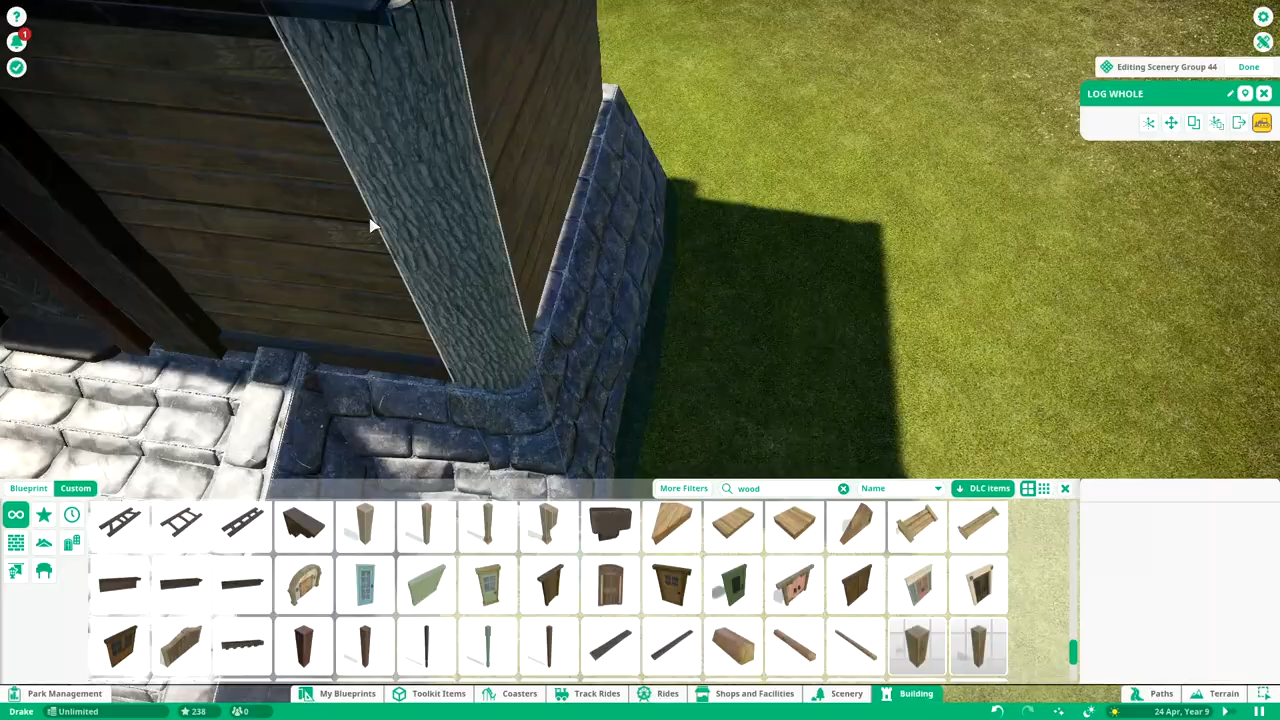 ?
1
Editing Scenery Group 44
Done
LOG WHOLE
Blueprint
Custom
More Filters
wood
Name
DLC items
Park Management
My Blueprints
Toolkit Items
Coasters
Track Rides
Rides
Shops and Facilities
Scenery
Building
Paths
Terrain
Drake
Unlimited
238
0
24 Apr, Year 9